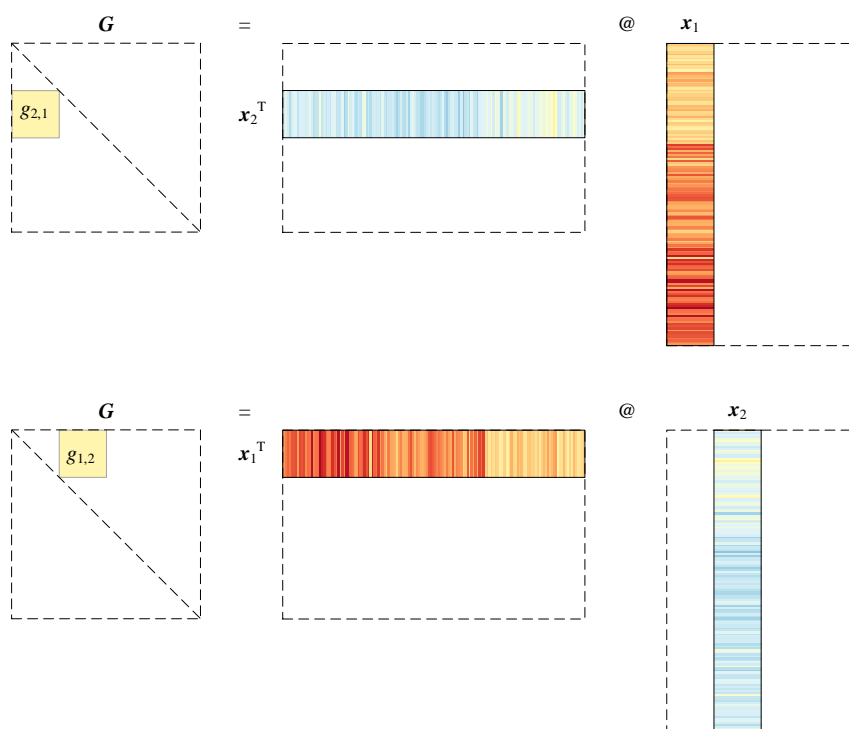 G = @ x₁
g₂,₁ x₂ᵀ
G = @ x₂
g₁,₂ x₁ᵀ